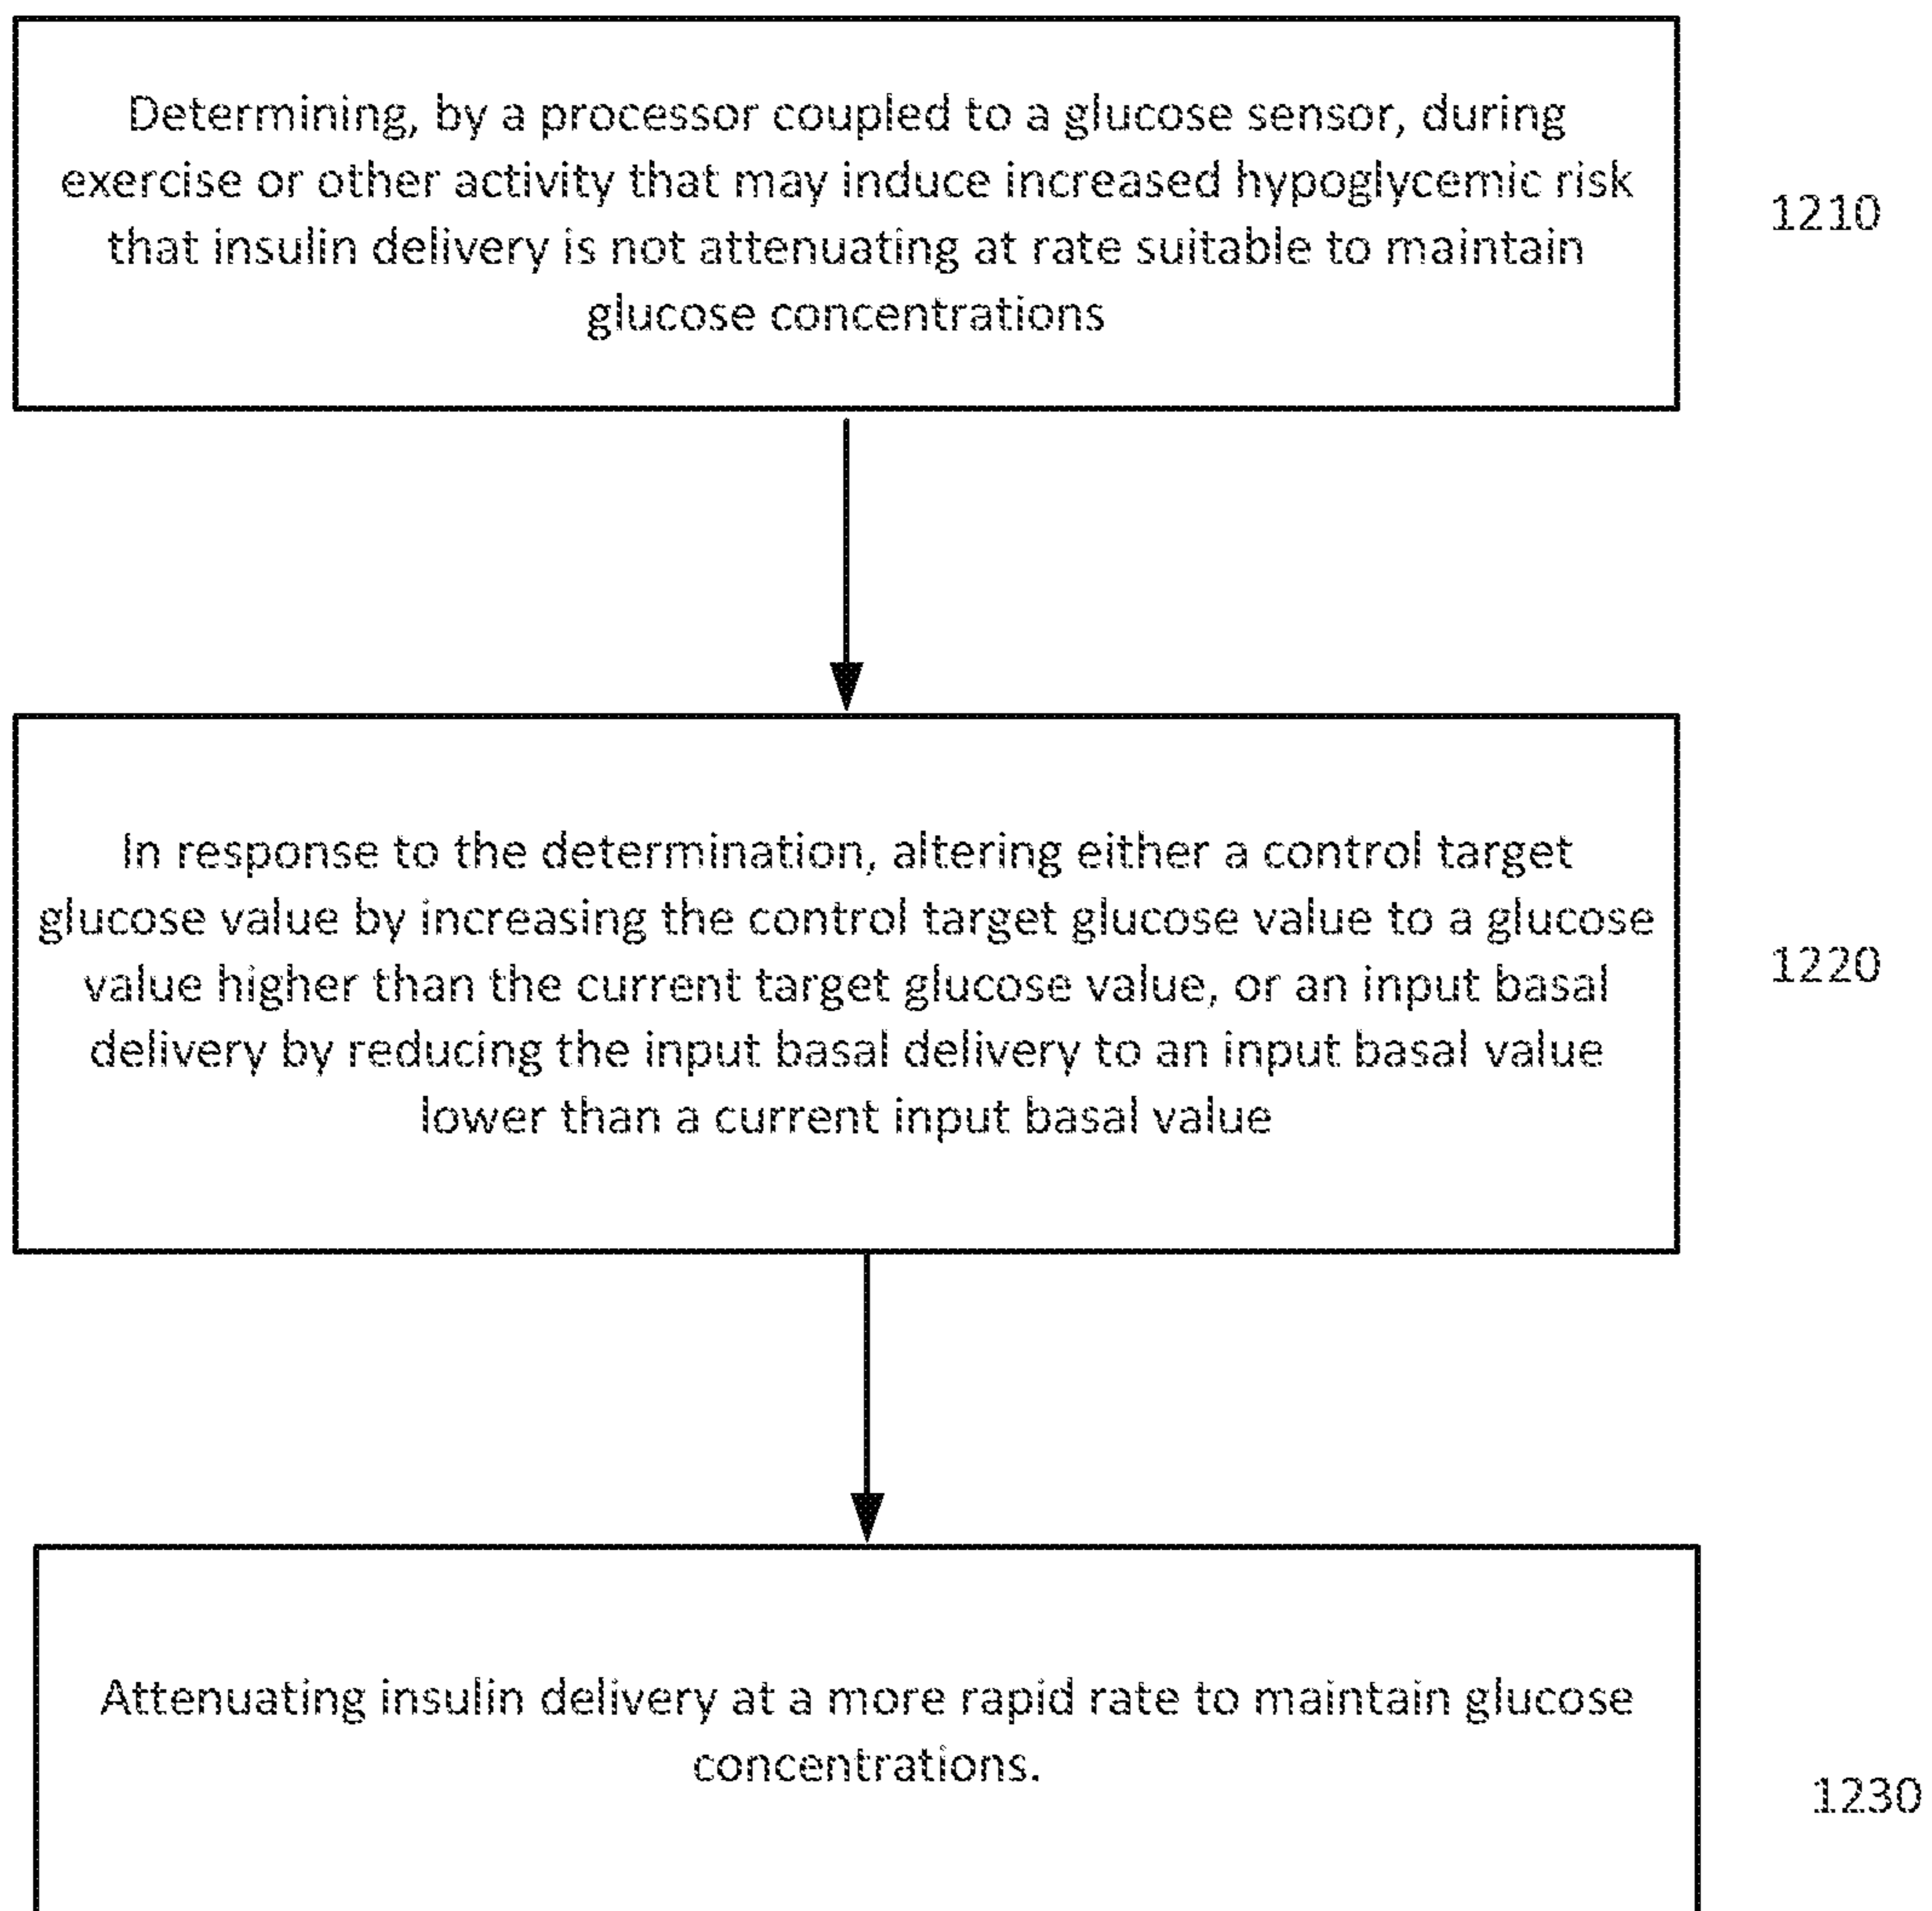 Determining, by a processor coupled to a glucose sensor, during
exercise or other activity that may induce increased hypoglycemic risk
that insulin delivery is not attenuating at rate suitable to maintain
glucose concentrations
1210
In response to the determination, altering either a control target
glucose value by increasing the control target glucose value to a glucose
value higher than the current target glucose value, or an input basal
delivery by reducing the input basal delivery to an input basal value
lower than a current input basal value
1220
Attenuating insulin delivery at a more rapid rate to maintain glucose
concentrations.
1230